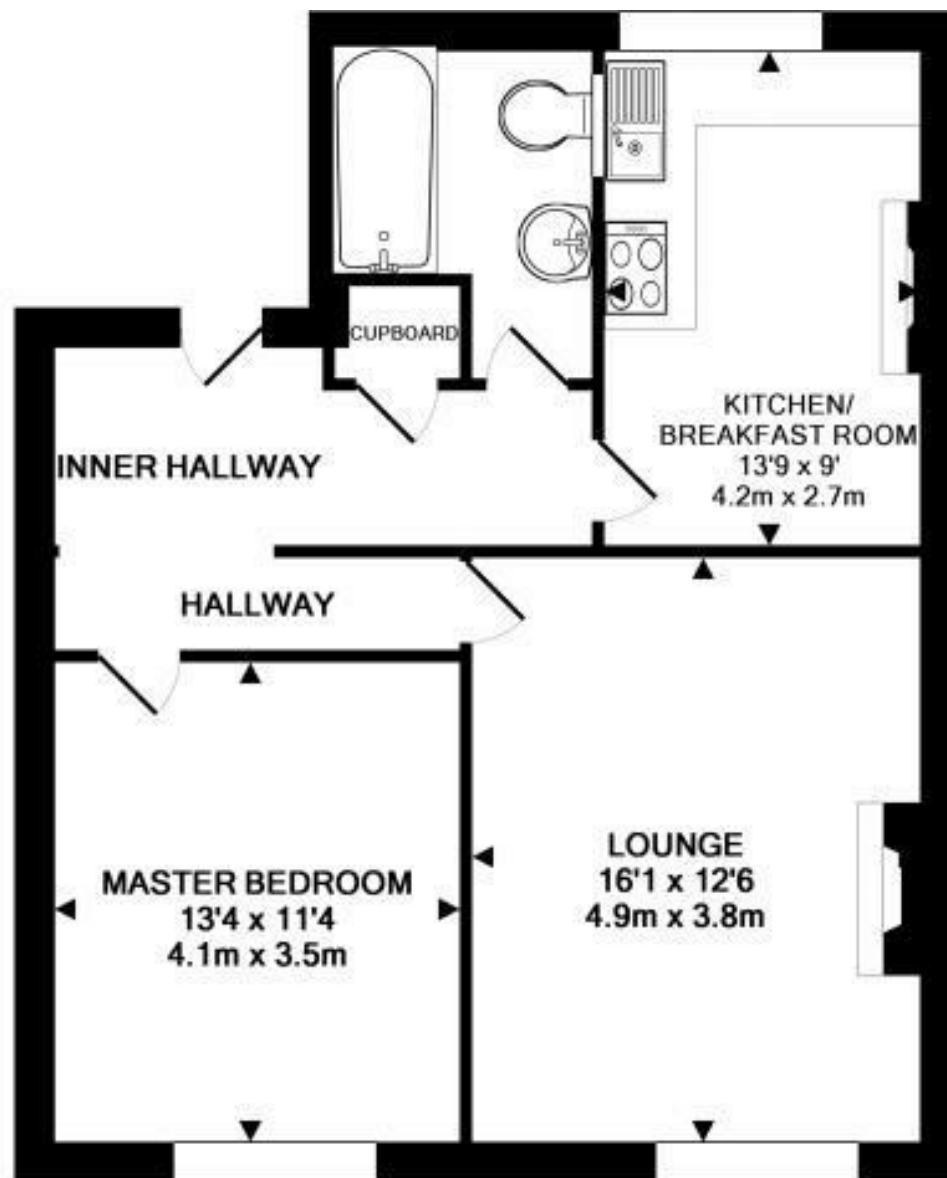 CUPBOARD
KITCHEN/
BREAKFAST ROOM
13'9 x 9'
4.2m x 2.7m
INNER HALLWAY
HALLWAY
MASTER BEDROOM
13'4 x 11'4
4.1m x 3.5m
LOUNGE
16'1 x 12'6
4.9m x 3.8m